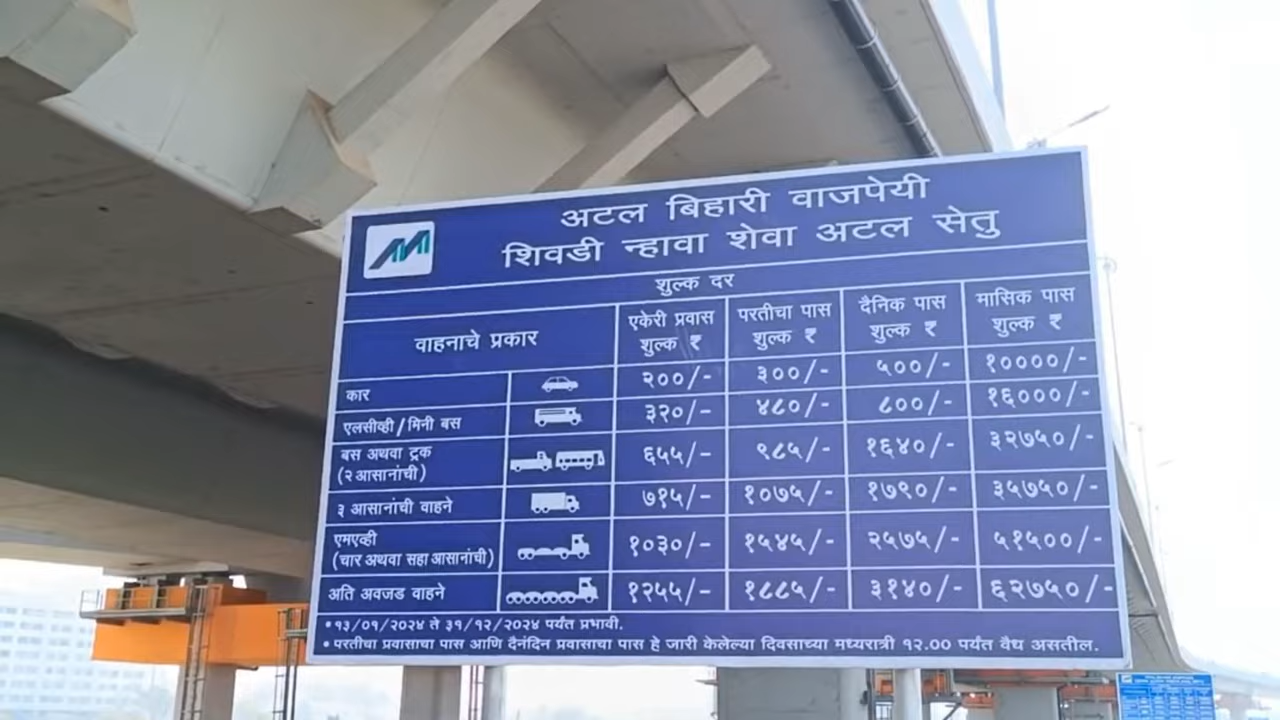 अटल बिहारी वाजपेयी
शिवडी न्हावा शेवा अटल सेतु
शुल्क दर
वाहनाचे प्रकार एकेरी प्रवास शुल्क ₹ परतीचा पास शुल्क ₹ दैनिक पास शुल्क ₹ मासिक पास शुल्क ₹
कार २००/- ३००/- ५००/- १००००/-
एलसीव्ही/मिनी बस ३२०/- ४८०/- ८००/- १६०००/-
बस अथवा ट्रक (२ आसानांची) ६५५/- ९८५/- १६४०/- ३२७५०/-
३ आसानांची वाहने ७१५/- १०७५/- १७९०/- ३५७५०/-
एमएव्ही (चार अथवा सहा आसानांची) १०३०/- १५४५/- २५७५/- ५१५००/-
अति अवजड वाहने १२५५/- १८८५/- ३१४०/- ६२७५०/-
• १३/०१/२०२४ ते ३१/१२/२०२४ पर्यंत प्रभावी.
• परतीचा प्रवासाचा पास आणि दैनंदिन प्रवासाचा पास हे जारी केलेल्या दिवसाच्या मध्यरात्री १२.०० पर्यंत वैध असतील.